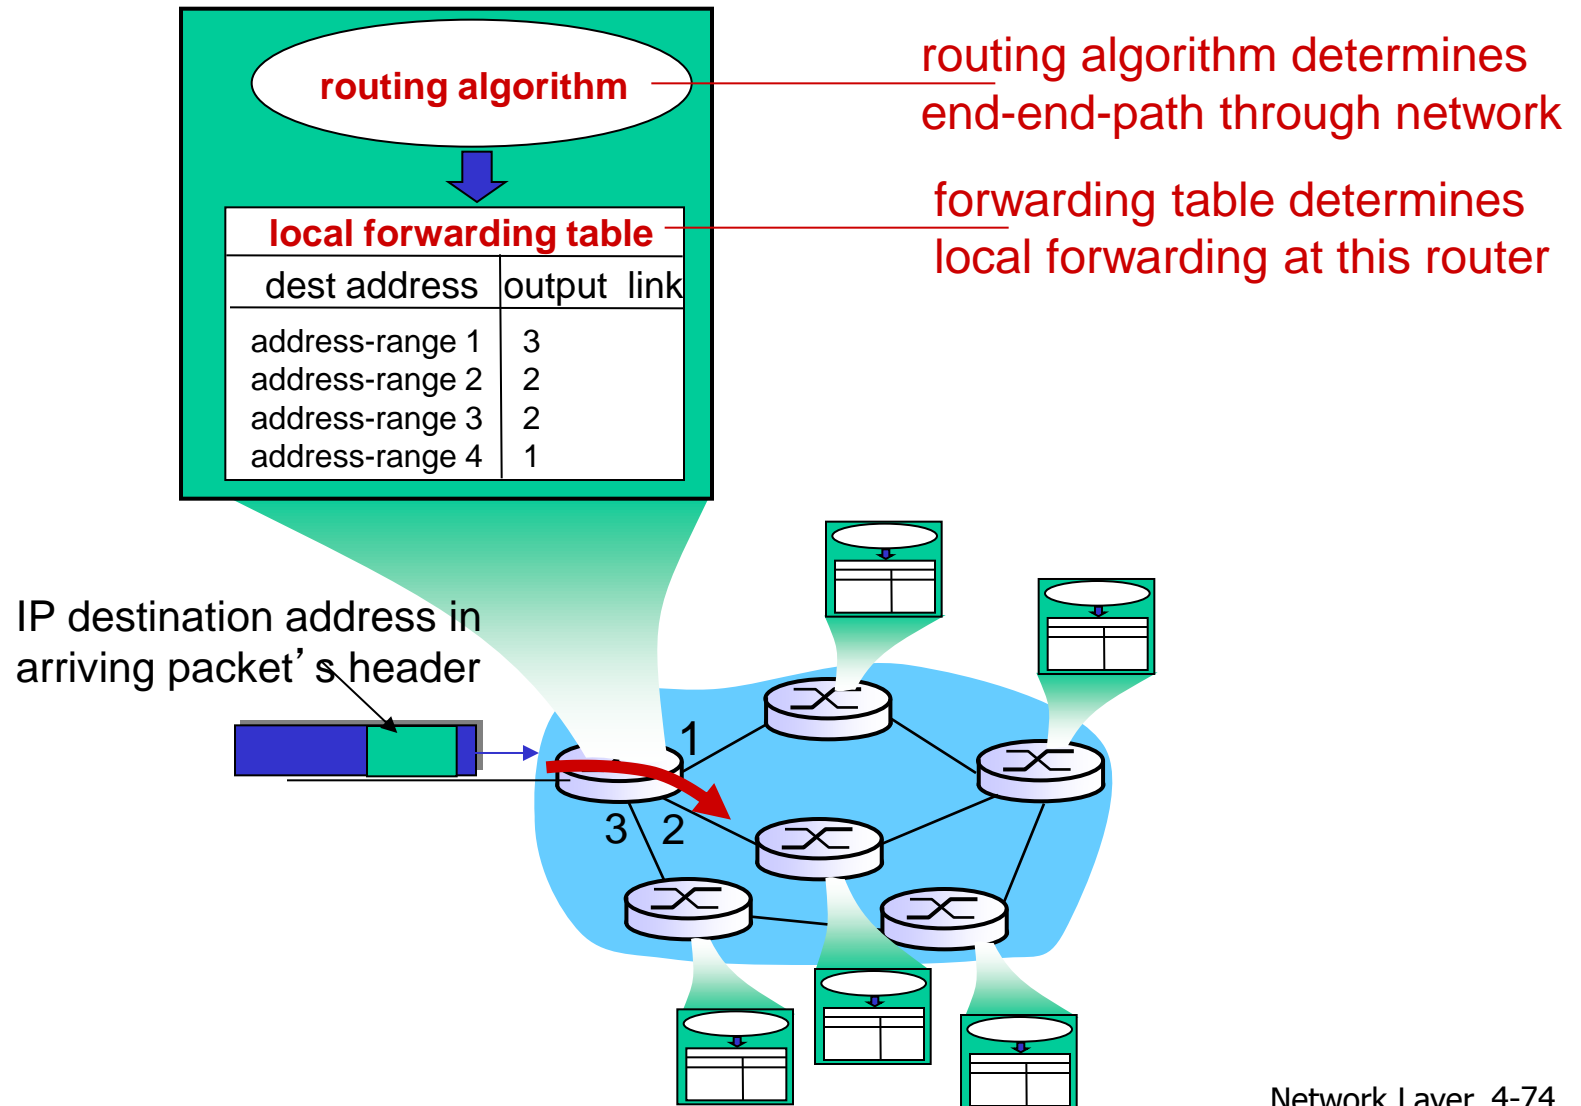 routing algorithm
routing algorithm determines
end-end-path through network
forwarding table determines
local forwarding at this router
local forwarding table
dest address output link
address-range 1 3
address-range 2 2
address-range 3 2
address-range 4 1
IP destination address in
arriving packet’s header
1
3 2
Network Layer 4-74